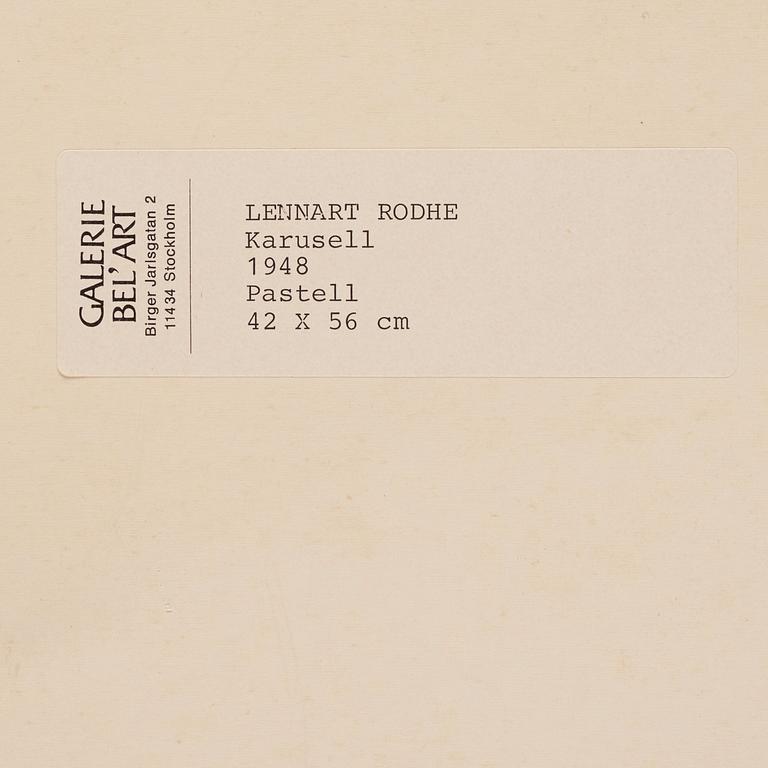 GALERIE
BEL'ART
Birger Jarlsgatan 2
114 34 Stockholm
LENNART RODHE
Karusell
1948
Pastell
42 X 56 cm